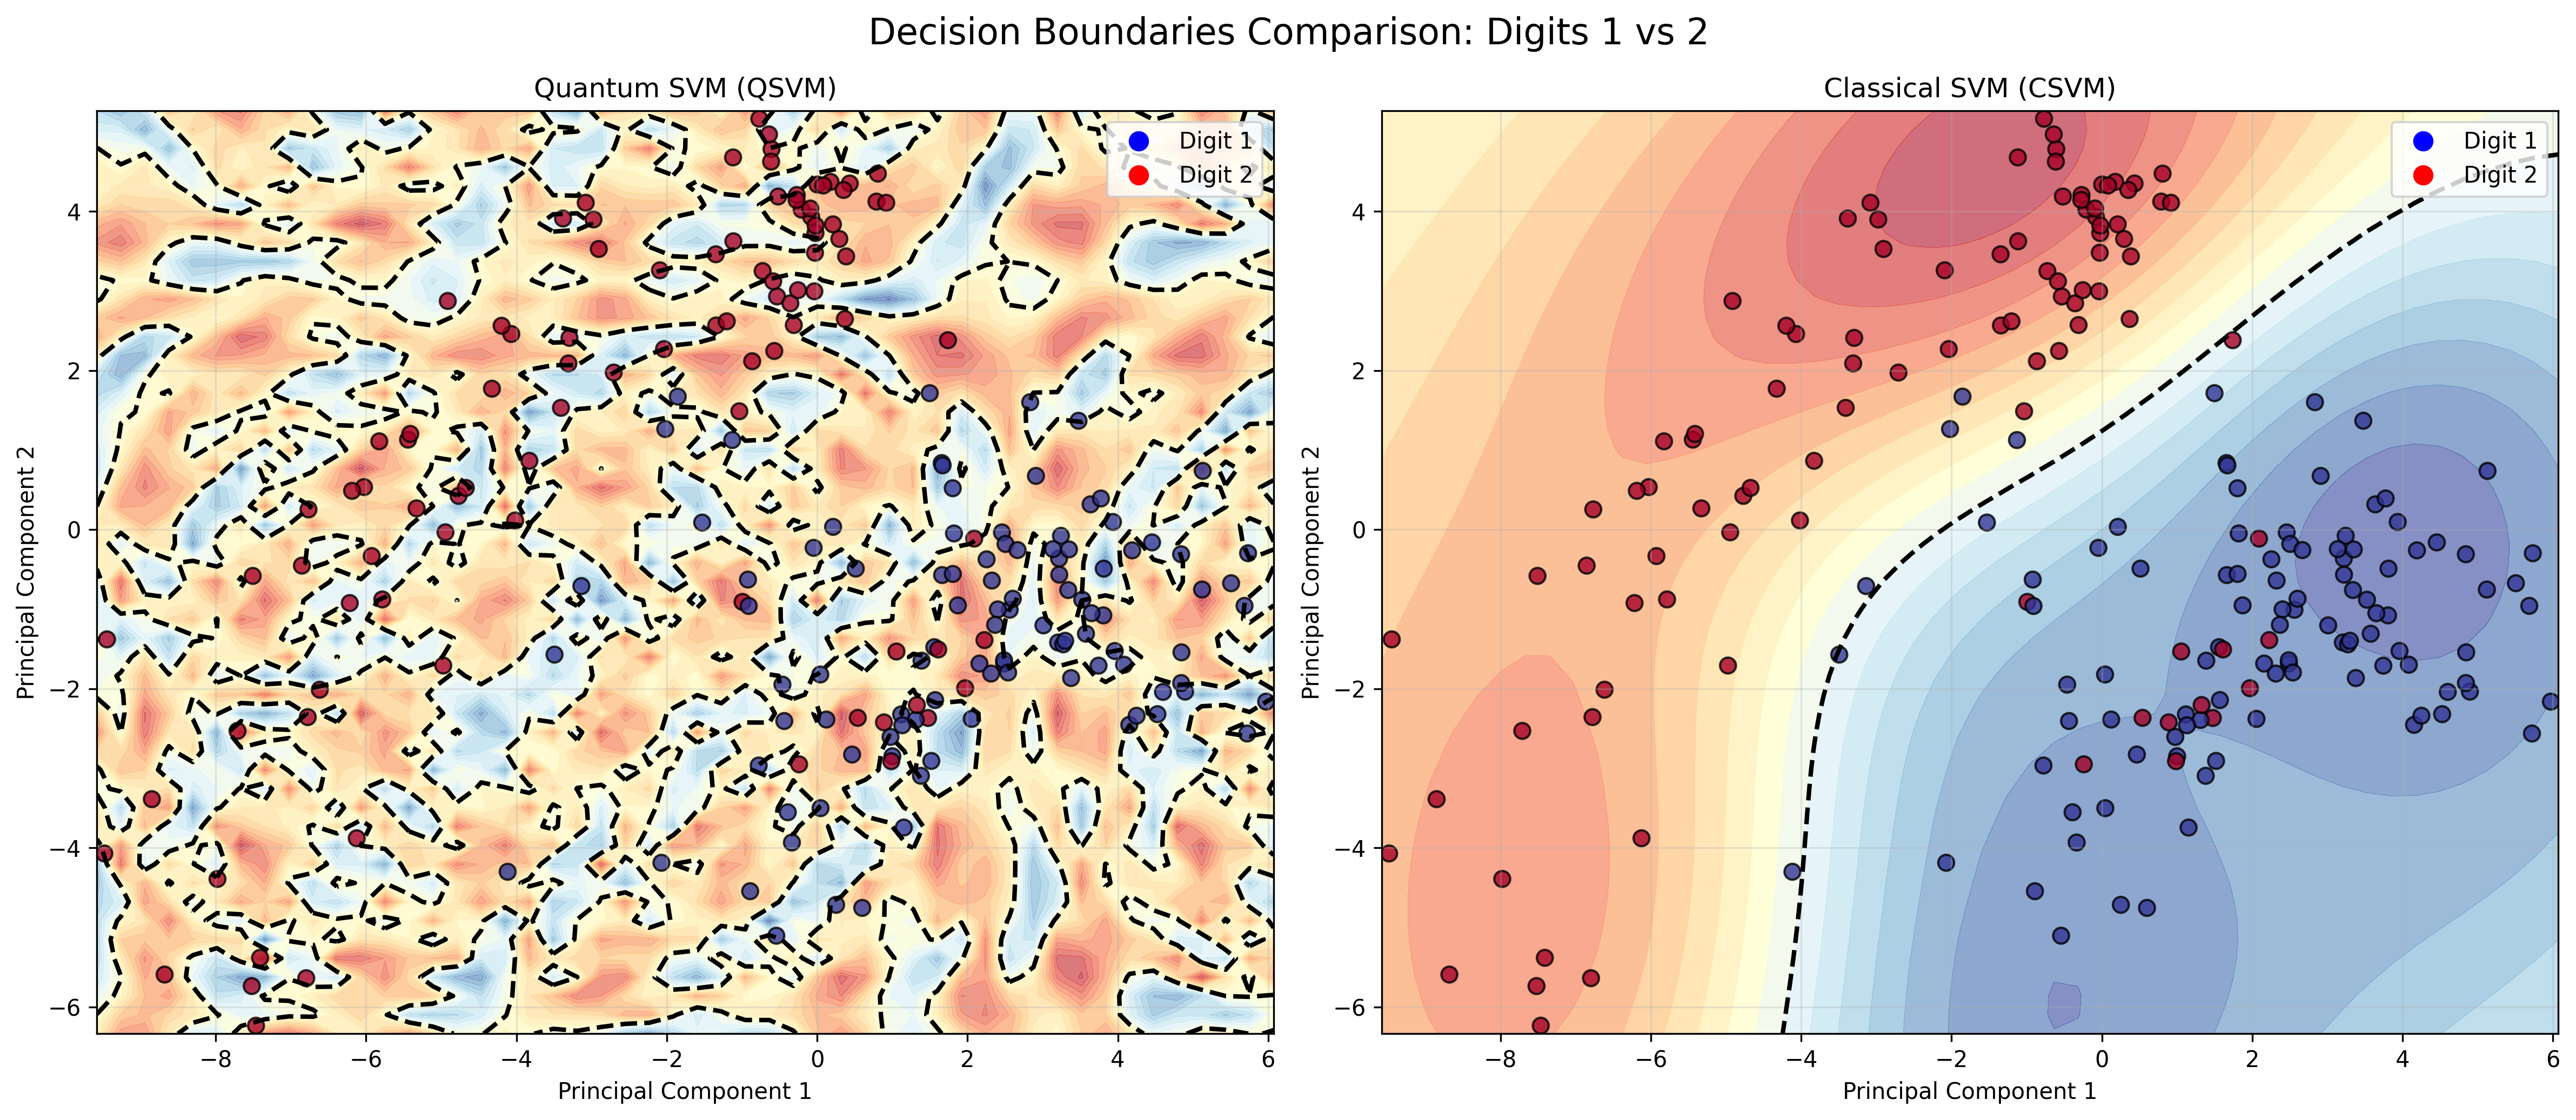 Decision Boundaries Comparison: Digits 1 vs 2
Quantum SVM (QSVM)
Digit 1
Digit 2
Principal Component 2
4
2
0
−2
−4
−6
−8
−6
−4
−2
0
2
4
6
Principal Component 1
Classical SVM (CSVM)
Digit 1
Digit 2
Principal Component 2
4
2
0
−2
−4
−6
−8
−6
−4
−2
0
2
4
6
Principal Component 1